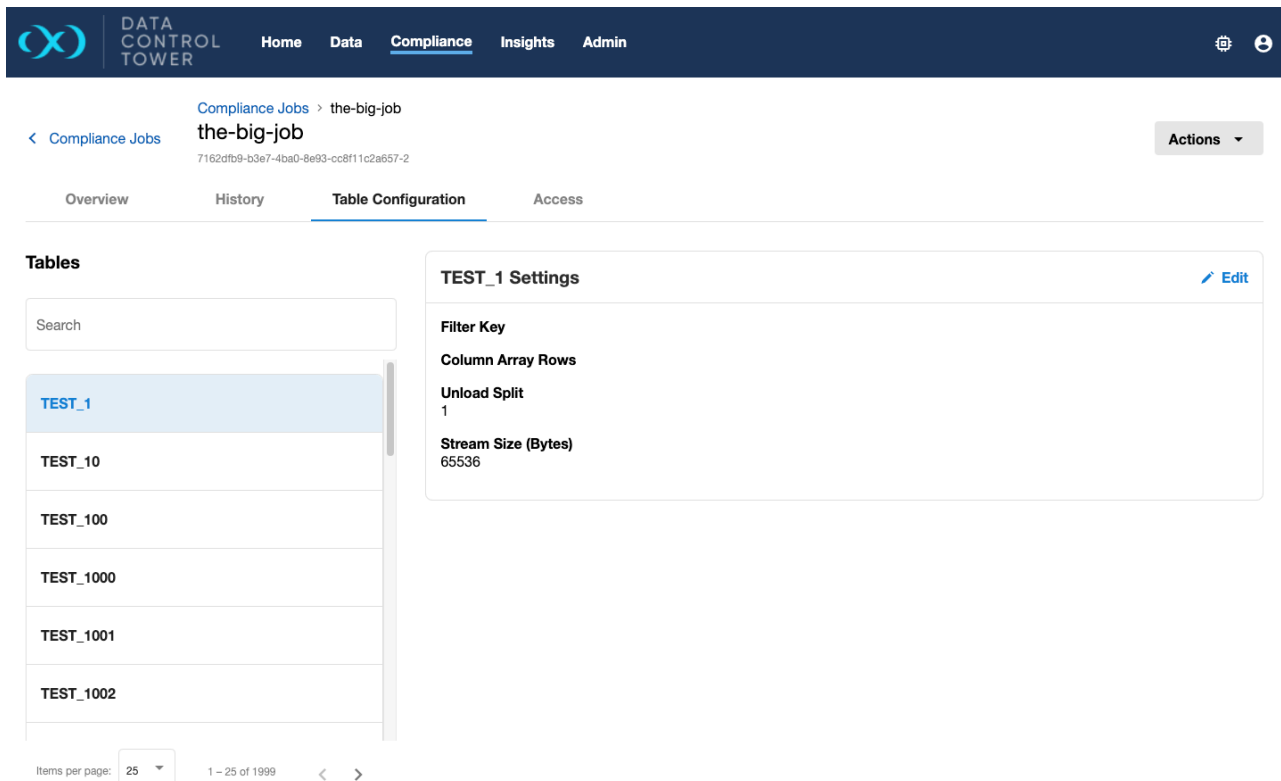 DATA
CONTROL
TOWER
Home Data Compliance Insights Admin
Compliance Jobs > the-big-job
Compliance Jobs
the-big-job
7162dfb9-b3e7-4ba0-8e93-cc8f11c2a657-2
Actions
Overview History Table Configuration Access
Tables
Search
TEST_1
TEST_10
TEST_100
TEST_1000
TEST_1001
TEST_1002
Items per page: 25 1 – 25 of 1999
TEST_1 Settings
Edit
Filter Key
Column Array Rows
Unload Split
1
Stream Size (Bytes)
65536